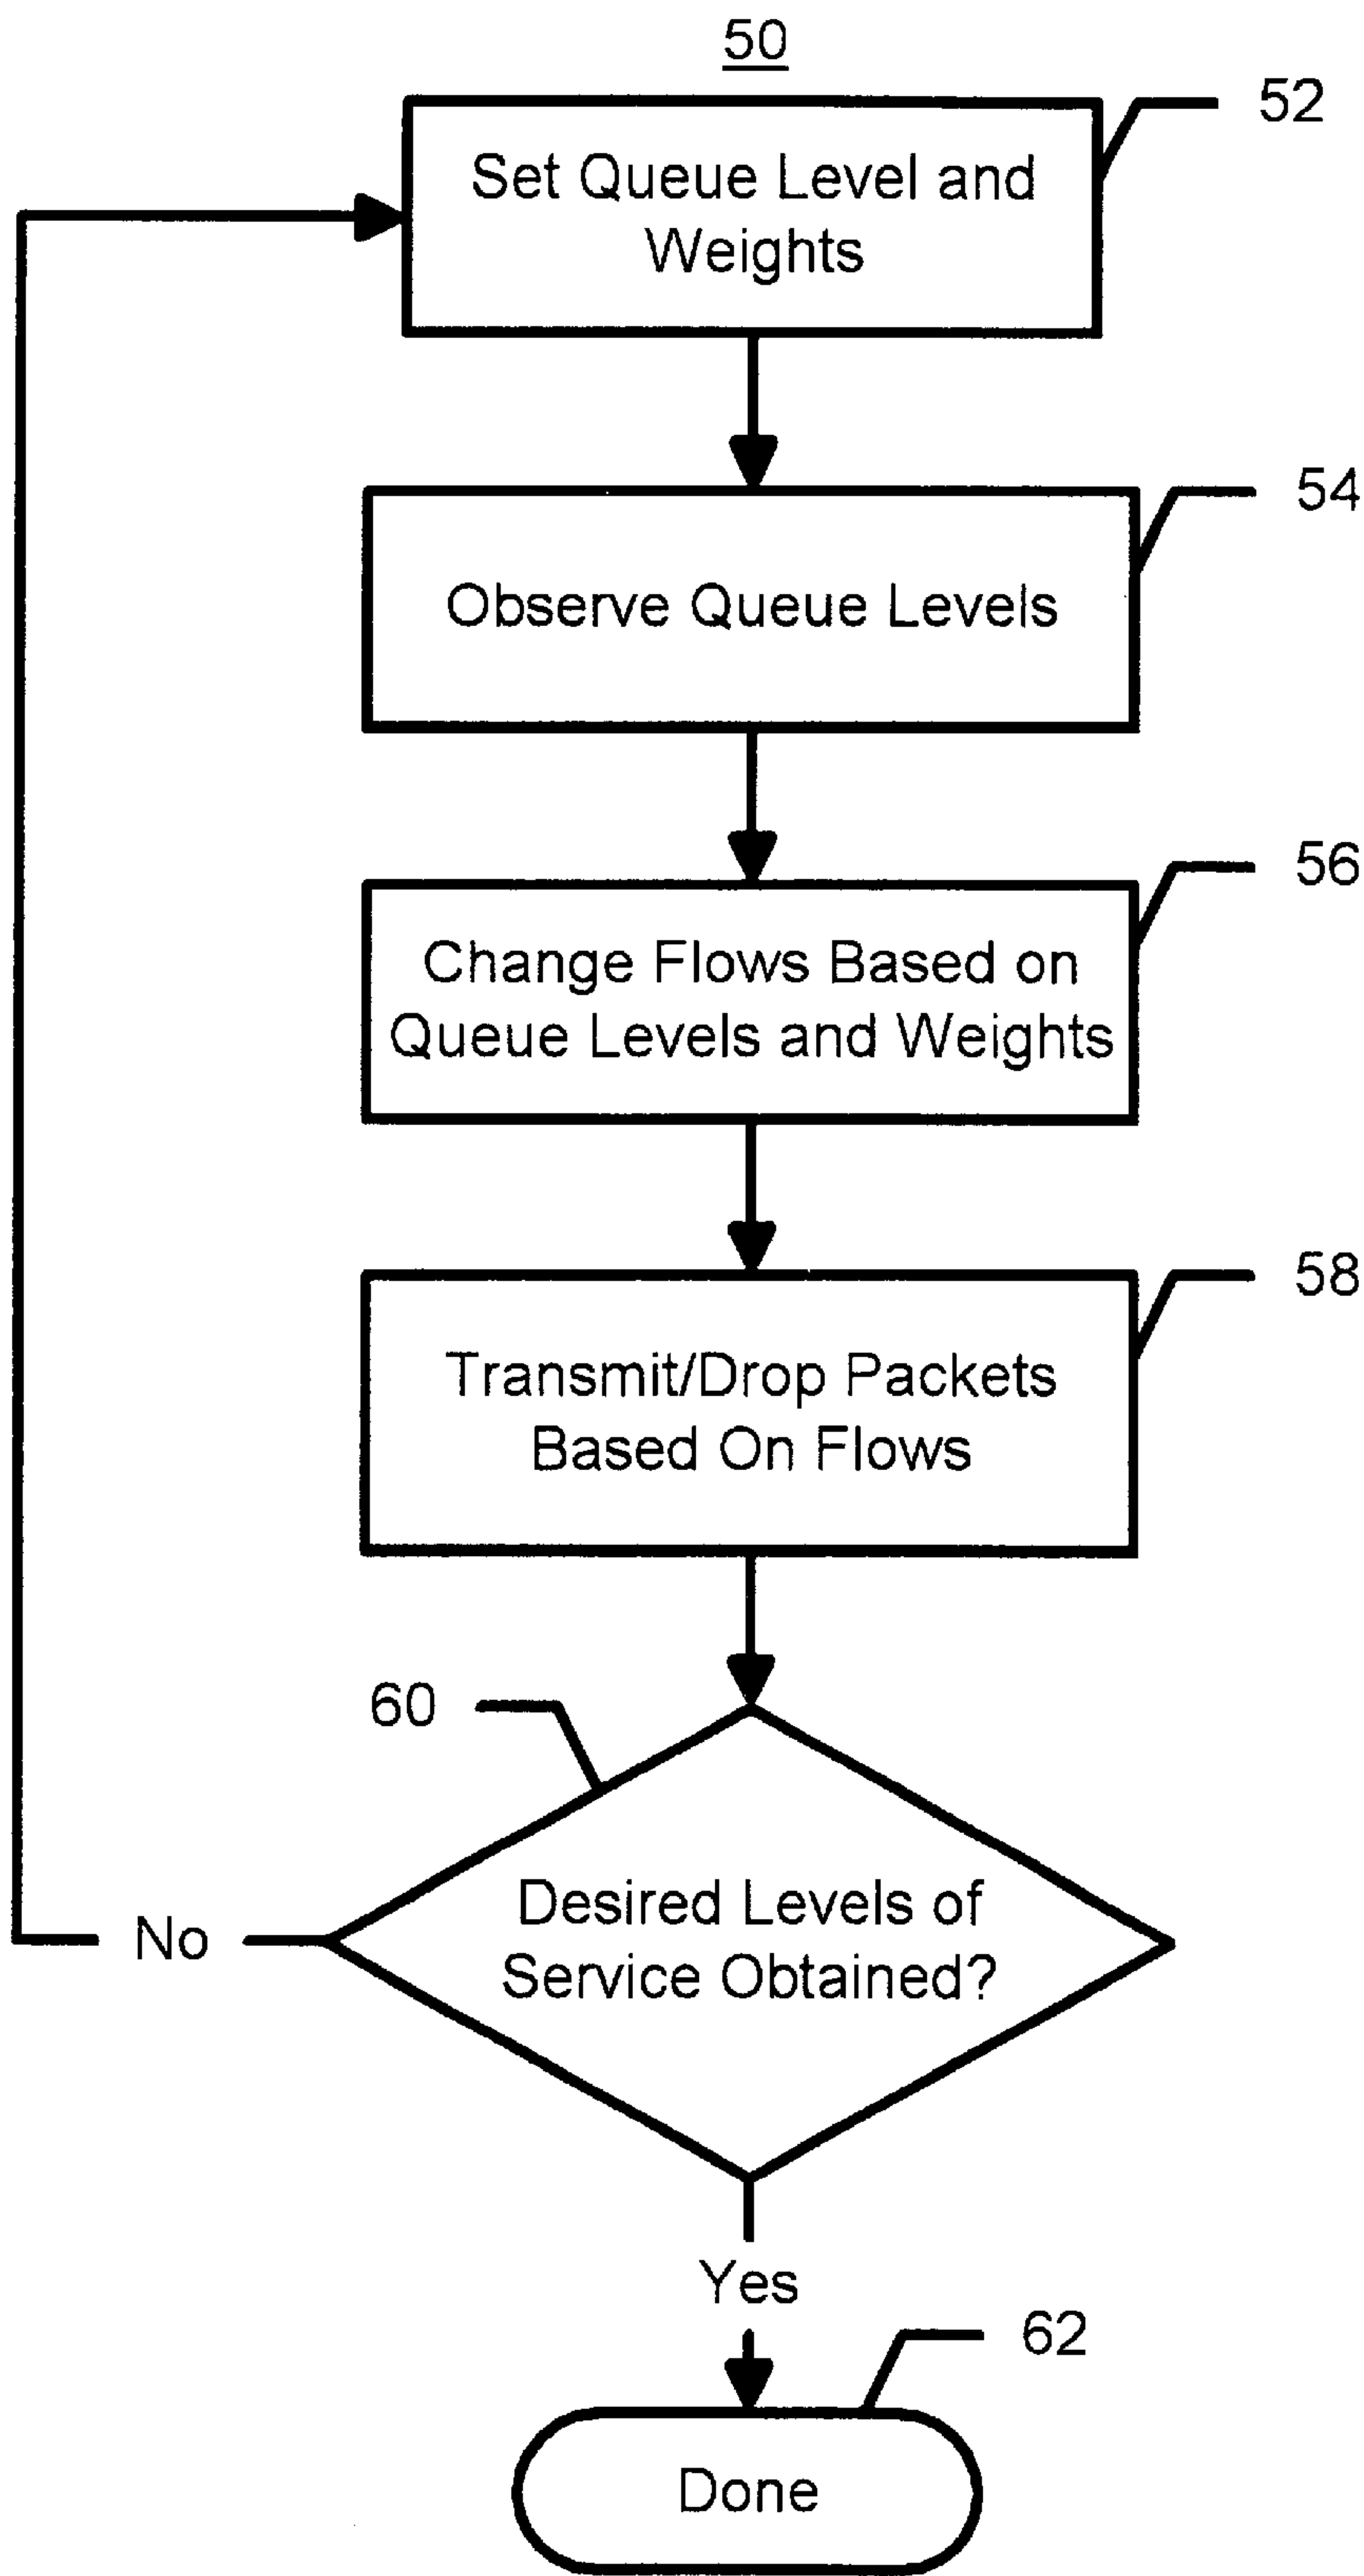 50
52
Set Queue Level and
Weights
54
Observe Queue Levels
56
Change Flows Based on
Queue Levels and Weights
58
Transmit/Drop Packets
Based On Flows
60
Desired Levels of
Service Obtained?
No
Yes
62
Done